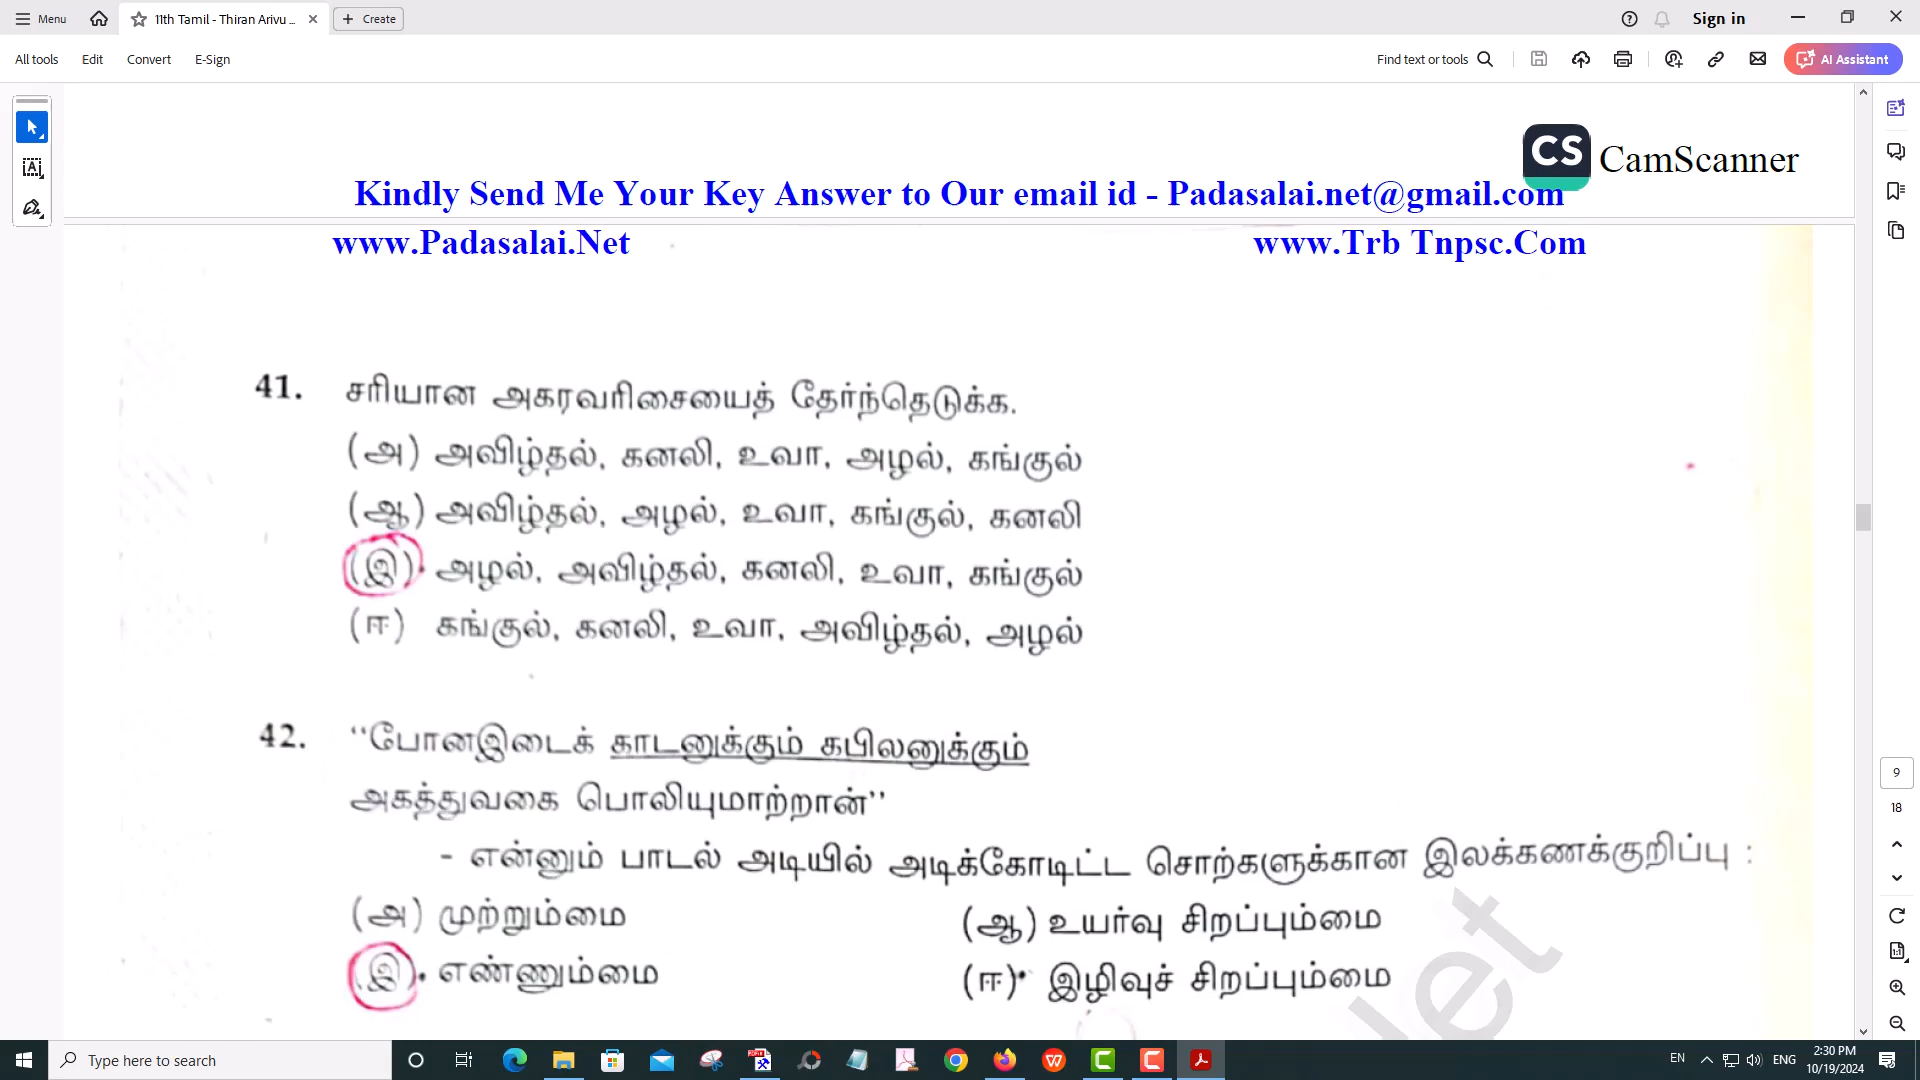 Menu
11th Tamil - Thiran Arivu ...
Create
Sign in
All tools
Edit
Convert
E-Sign
Find text or tools
AI Assistant
CS CamScanner
Kindly Send Me Your Key Answer to Our email id - Padasalai.net@gmail.com
www.Padasalai.Net
www.Trb Tnpsc.Com
41. சரியான அகரவரிசையைத் தேர்ந்தெடுக்க.
(அ) அவிழ்தல், கனலி, உவா, அழல், கங்குல்
(ஆ) அவிழ்தல், அழல், உவா, கங்குல், கனலி
(இ) அழல், அவிழ்தல், கனலி, உவா, கங்குல்
(ஈ) கங்குல், கனலி, உவா, அவிழ்தல், அழல்
42. ‘‘போனஇடைக் காடனுக்கும் கபிலனுக்கும்
அகத்துவகை பொலியுமாற்றான்’’
- என்னும் பாடல் அடியில் அடிக்கோடிட்ட சொற்களுக்கான இலக்கணக்குறிப்பு :
(அ) முற்றும்மை (ஆ) உயர்வு சிறப்பும்மை
(இ) எண்ணும்மை (ஈ) இழிவுச் சிறப்பும்மை
let
9
18
Type here to search
EN
ENG
2:30 PM
10/19/2024